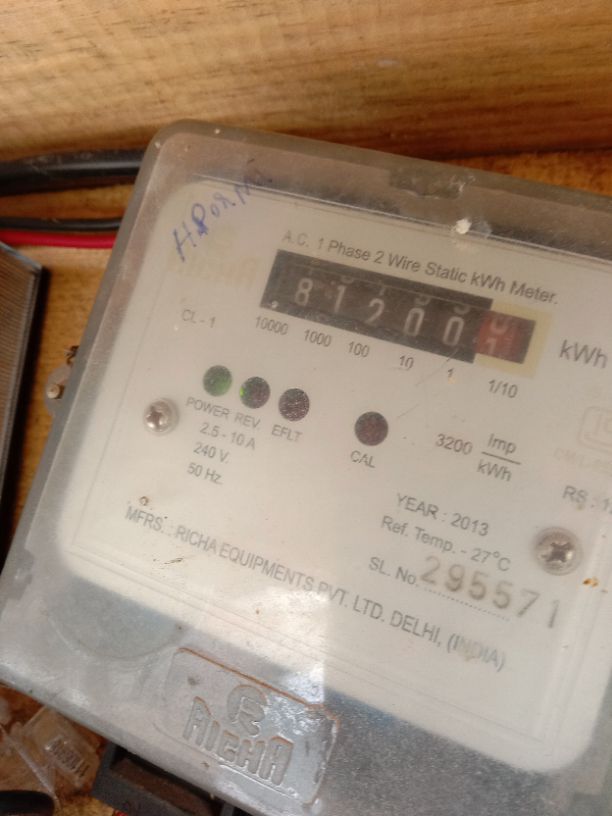 A.C. 1 Phase 2 Wire Static kWh Meter.
81200
kWh
CL - 1
10000 1000 100 10 1 1/10
POWER REV. EFLT
CAL
3200 Imp/kWh
2.5 - 10 A
240 V.
50 Hz.
YEAR : 2013
Ref. Temp. - 27°C
SL. No. 295571
MFRS. : RICHA EQUIPMENTS PVT. LTD. DELHI, (INDIA)
R
RICHA